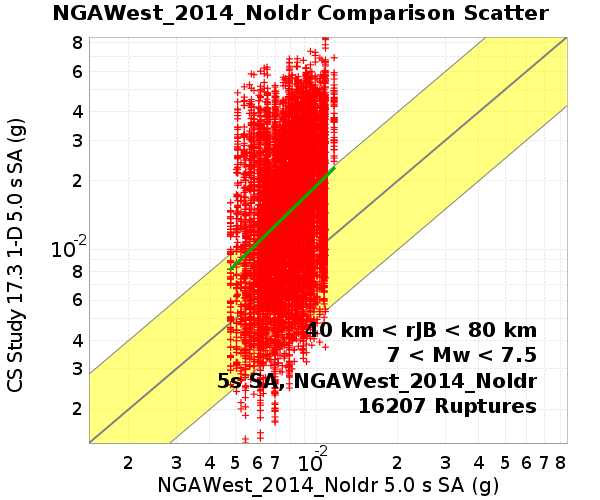 NGAWest_2014_NoIdr Comparison Scatter
CS Study 17.3 1-D 5.0 s SA (g)
8
6
4
3
2
10-2
8
6
4
3
2
40 km < rJB < 80 km
7 < Mw < 7.5
5s SA, NGAWest_2014_NoIdr
16207 Ruptures
2 3 4 5 6 7 10-2 2 3 4 5 6 7 8
NGAWest_2014_NoIdr 5.0 s SA (g)